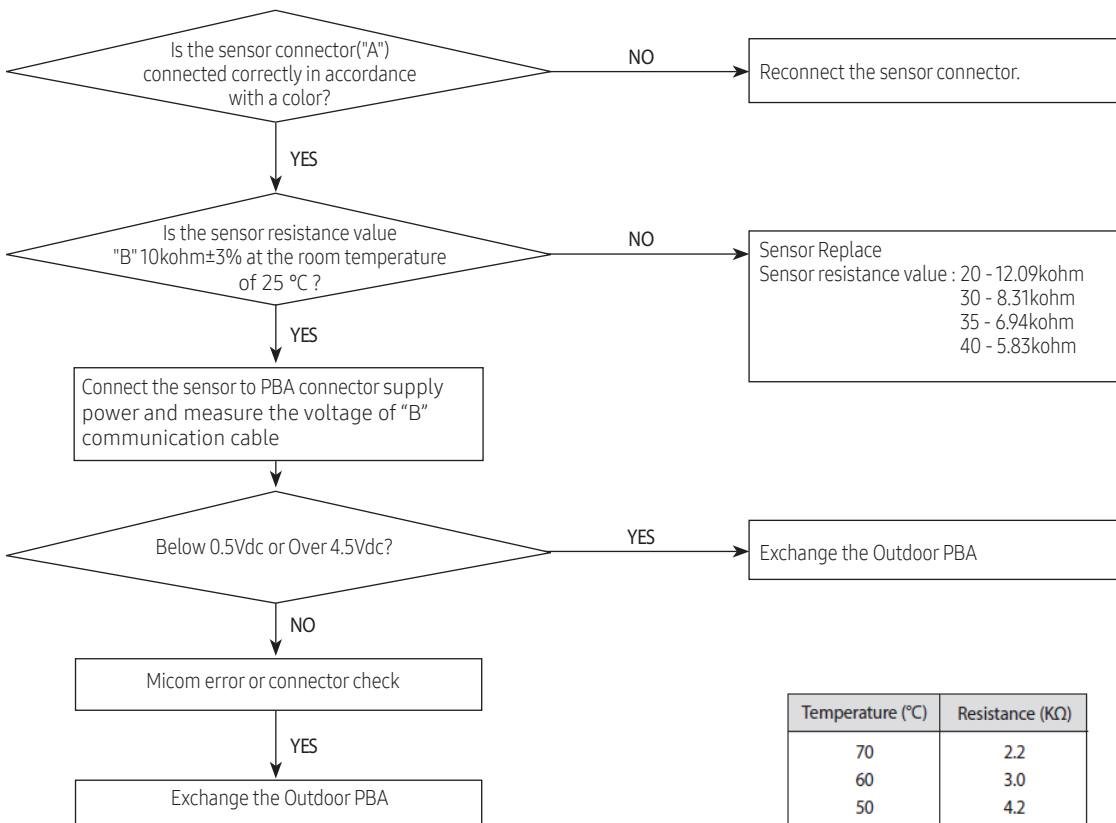 Is the sensor connector("A")
connected correctly in accordance
with a color?
NO
Reconnect the sensor connector.
YES
Is the sensor resistance value
"B" 10kohm±3% at the room temperature
of 25 °C ?
NO
Sensor Replace
Sensor resistance value : 20 - 12.09kohm
30 - 8.31kohm
35 - 6.94kohm
40 - 5.83kohm
YES
Connect the sensor to PBA connector supply
power and measure the voltage of “B”
communication cable
Below 0.5Vdc or Over 4.5Vdc?
YES
Exchange the Outdoor PBA
NO
Micom error or connector check
YES
Exchange the Outdoor PBA
Temperature (°C) Resistance (KΩ)
70 2.2
60 3.0
50 4.2